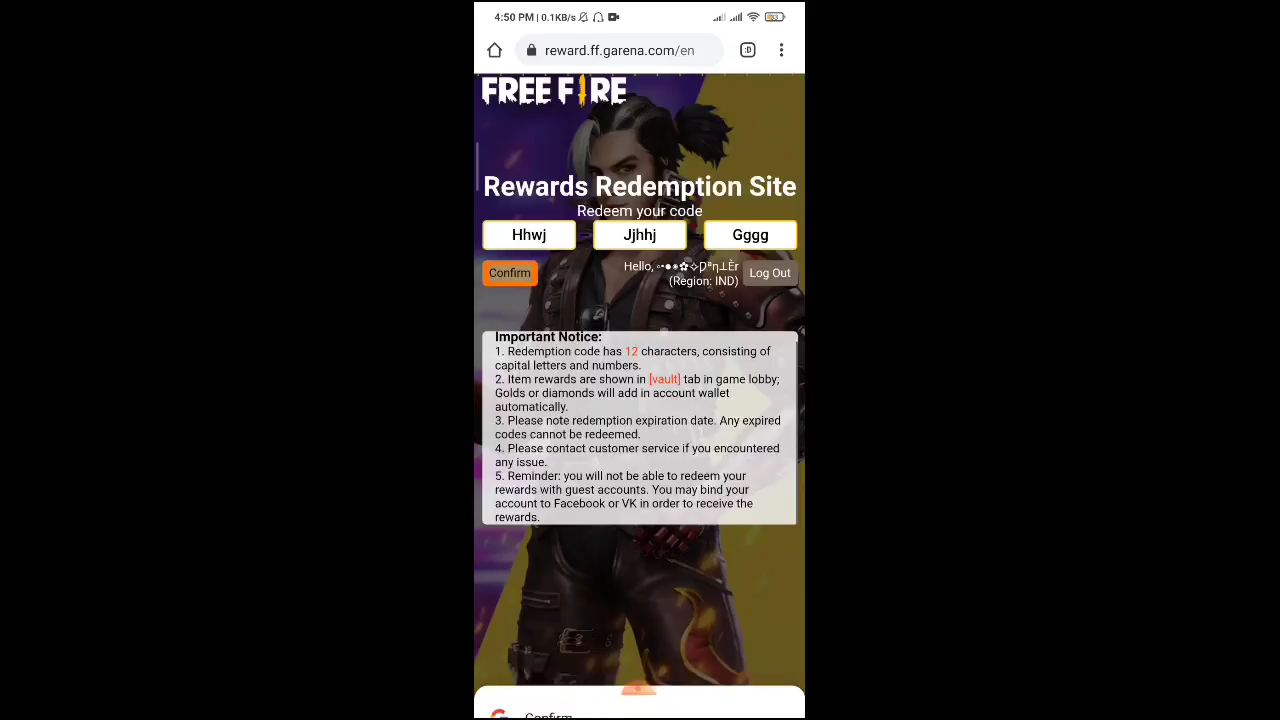 4:50 PM | 0.1KB/s
reward.ff.garena.com/en
:D
FREE FIRE
Rewards Redemption Site
Redeem your code
Hhwj Jjhhj Gggg
Confirm
Hello, 
(Region: IND)
Log Out
Important Notice:
1. Redemption code has 12 characters, consisting of
capital letters and numbers.
2. Item rewards are shown in [vault] tab in game lobby;
Golds or diamonds will add in account wallet
automatically.
3. Please note redemption expiration date. Any expired
codes cannot be redeemed.
4. Please contact customer service if you encountered
any issue.
5. Reminder: you will not be able to redeem your
rewards with guest accounts. You may bind your
account to Facebook or VK in order to receive the
rewards.
Confirm